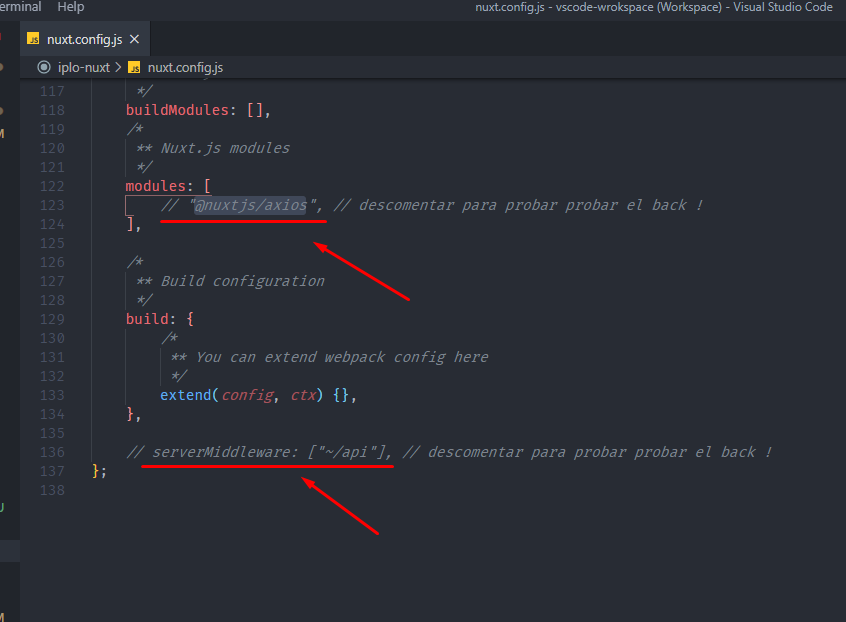 erminal Help nuxt.config.js - vscode-wrokspace (Workspace) - Visual Studio Code
JS nuxt.config.js ×
iplo-nuxt > JS nuxt.config.js
117 */
118 buildModules: [],
119 /*
120 ** Nuxt.js modules
121 */
122 modules: [
123 // "@nuxtjs/axios", // descomentar para probar probar el back !
124 ],
125
126 /*
127 ** Build configuration
128 */
129 build: {
130 /*
131 ** You can extend webpack config here
132 */
133 extend(config, ctx) {},
134 },
135
136 // serverMiddleware: ["~/api"], // descomentar para probar probar el back !
137 };
138